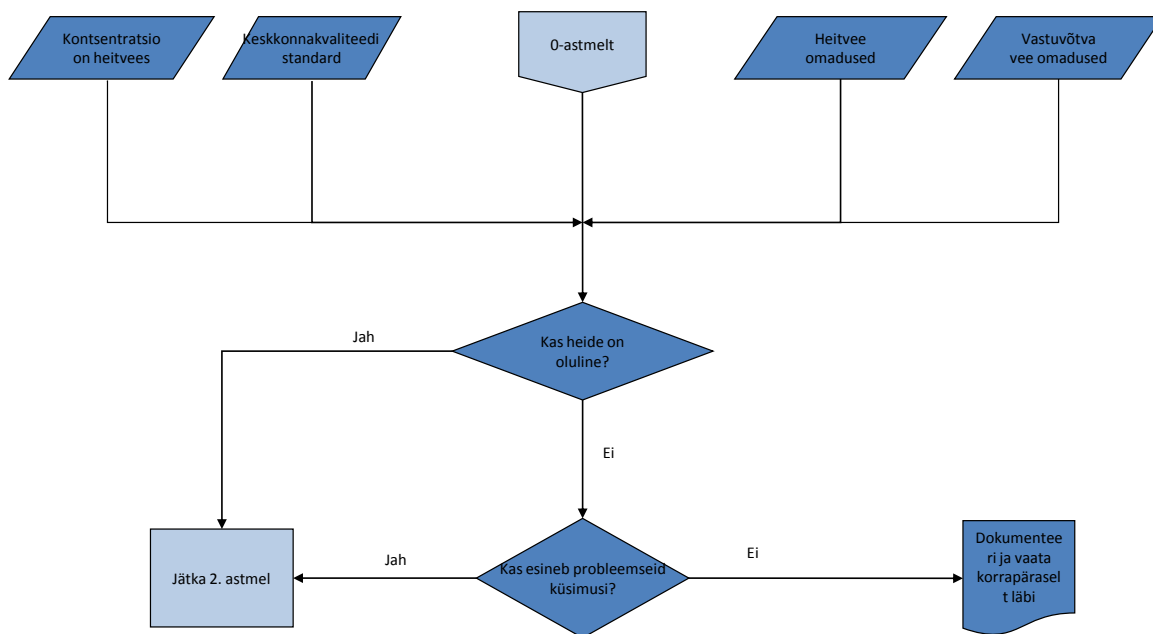 Kontsentratsio
on heitvees
Keskkonnakvaliteedi
standard
0-astmelt
Heitvee
omadused
Vastuvõtva
vee omadused
Jah
Kas heide on
oluline?
Ei
Jätka 2. astmel
Jah
Kas esineb probleemseid
küsimusi?
Ei
Dokumentee
ri ja vaata
korrapärasel
t läbi